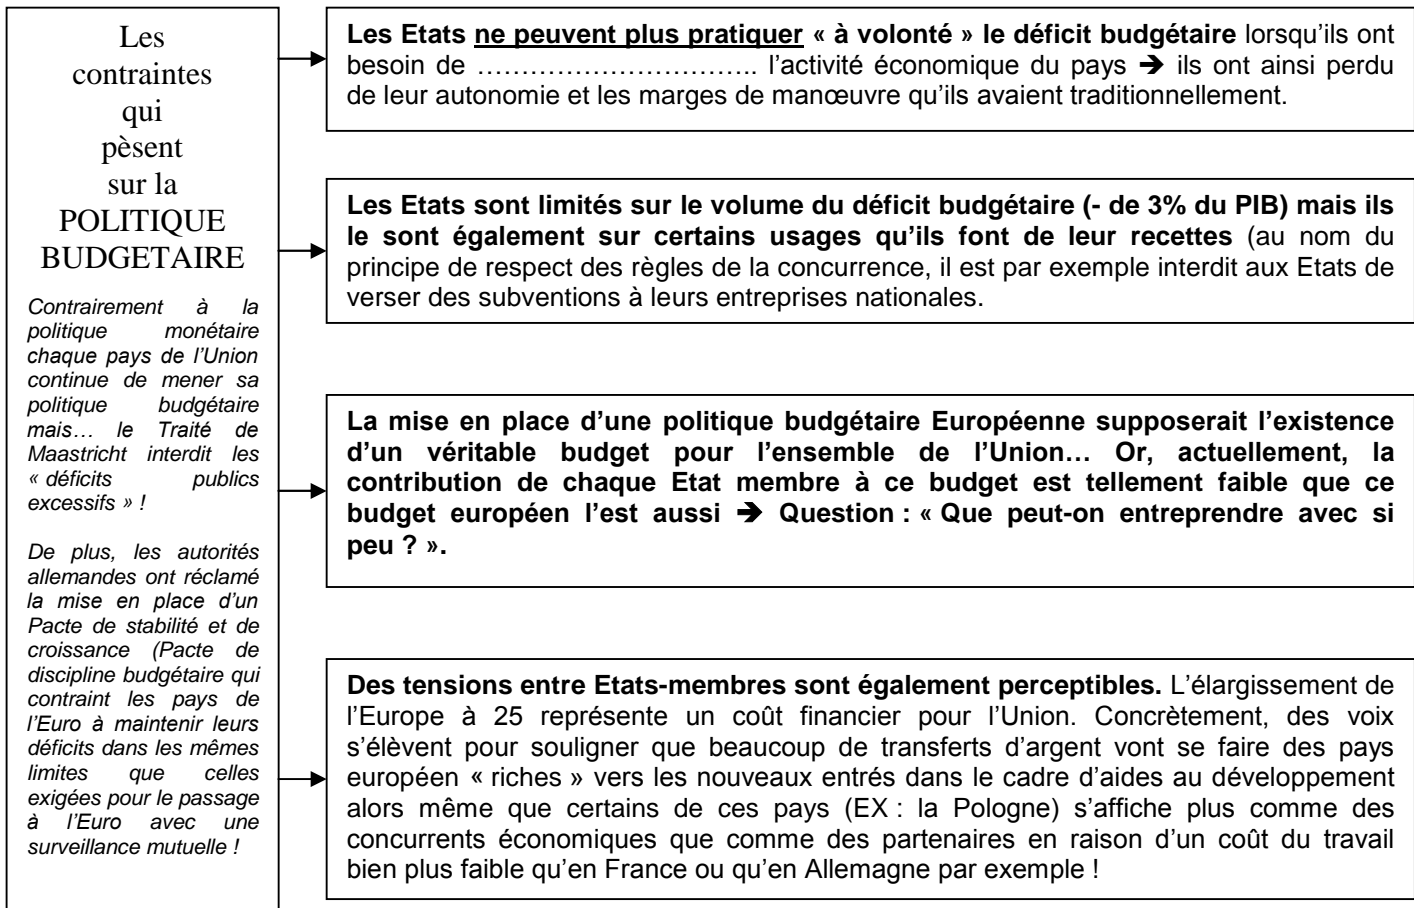 Les
contraintes
qui
pèsent
sur la
POLITIQUE
BUDGETAIRE
Contrairement à la
politique monétaire
chaque pays de l’Union
continue de mener sa
politique budgétaire
mais… le Traité de
Maastricht interdit les
« déficits publics
excessifs » !
De plus, les autorités
allemandes ont réclamé
la mise en place d’un
Pacte de stabilité et de
croissance (Pacte de
discipline budgétaire qui
contraint les pays de
l’Euro à maintenir leurs
déficits dans les mêmes
limites que celles
exigées pour le passage
à l’Euro avec une
surveillance mutuelle !
Les Etats ne peuvent plus pratiquer « à volonté » le déficit budgétaire lorsqu’ils ont
besoin de ………………………….. l’activité économique du pays ➔ ils ont ainsi perdu
de leur autonomie et les marges de manœuvre qu’ils avaient traditionnellement.
Les Etats sont limités sur le volume du déficit budgétaire (- de 3% du PIB) mais ils
le sont également sur certains usages qu’ils font de leur recettes (au nom du
principe de respect des règles de la concurrence, il est par exemple interdit aux Etats de
verser des subventions à leurs entreprises nationales.
La mise en place d’une politique budgétaire Européenne supposerait l’existence
d’un véritable budget pour l’ensemble de l’Union… Or, actuellement, la
contribution de chaque Etat membre à ce budget est tellement faible que ce
budget européen l’est aussi ➔ Question : « Que peut-on entreprendre avec si
peu ? ».
Des tensions entre Etats-membres sont également perceptibles. L’élargissement de
l’Europe à 25 représente un coût financier pour l’Union. Concrètement, des voix
s’élèvent pour souligner que beaucoup de transferts d’argent vont se faire des pays
européen « riches » vers les nouveaux entrés dans le cadre d’aides au développement
alors même que certains de ces pays (EX : la Pologne) s’affiche plus comme des
concurrents économiques que comme des partenaires en raison d’un coût du travail
bien plus faible qu’en France ou qu’en Allemagne par exemple !